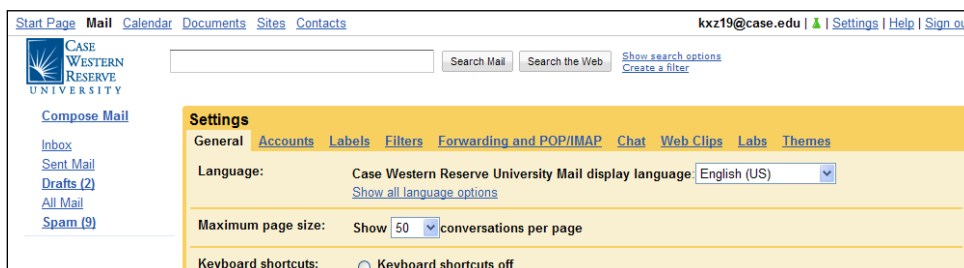 Start Page Mail Calendar Documents Sites Contacts kxz19@case.edu | Settings | Help | Sign ou
CASE
WESTERN
RESERVE
UNIVERSITY
Search Mail Search the Web Show search options
Create a filter
Compose Mail
Inbox
Sent Mail
Drafts (2)
All Mail
Spam (9)
Settings
General Accounts Labels Filters Forwarding and POP/IMAP Chat Web Clips Labs Themes
Language: Case Western Reserve University Mail display language: English (US)
Show all language options
Maximum page size: Show 50 conversations per page
Keyboard shortcuts: Keyboard shortcuts off